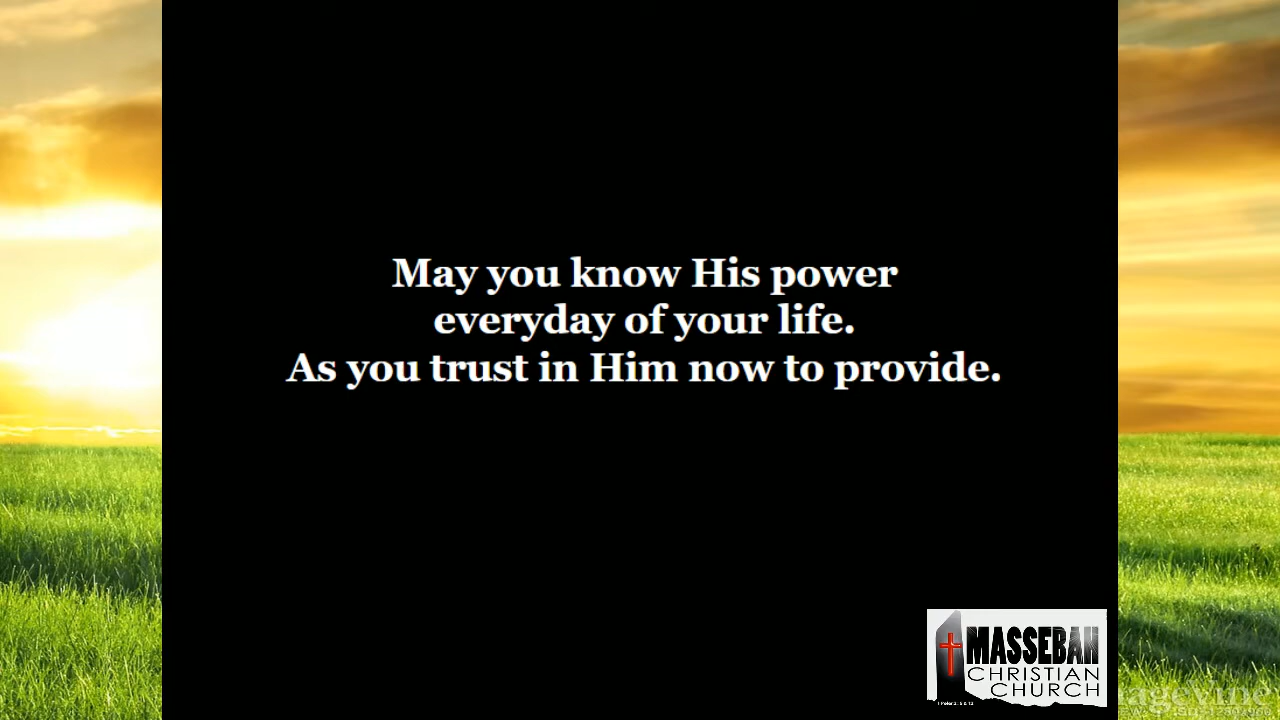 May you know His power
everyday of your life.
As you trust in Him now to provide.
MASSEBAH
CHRISTIAN
CHURCH